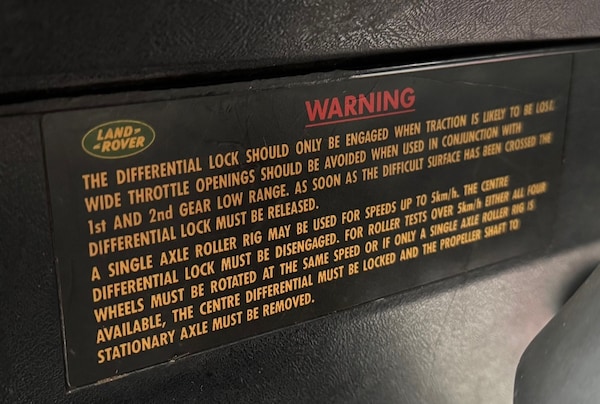 WARNING
LAND-
-ROVER
THE DIFFERENTIAL LOCK SHOULD ONLY BE ENGAGED WHEN TRACTION IS LIKELY TO BE LOST.
WIDE THROTTLE OPENINGS SHOULD BE AVOIDED WHEN USED IN CONJUNCTION WITH
1st AND 2nd GEAR LOW RANGE. AS SOON AS THE DIFFICULT SURFACE HAS BEEN CROSSED THE
DIFFERENTIAL LOCK MUST BE RELEASED.
A SINGLE AXLE ROLLER RIG MAY BE USED FOR SPEEDS UP TO 5km/h. THE CENTRE
DIFFERENTIAL LOCK MUST BE DISENGAGED. FOR ROLLER TESTS OVER 5km/h EITHER ALL FOUR
WHEELS MUST BE ROTATED AT THE SAME SPEED OR IF ONLY A SINGLE AXLE ROLLER RIG IS
AVAILABLE, THE CENTRE DIFFERENTIAL MUST BE LOCKED AND THE PROPELLER SHAFT TO
STATIONARY AXLE MUST BE REMOVED.